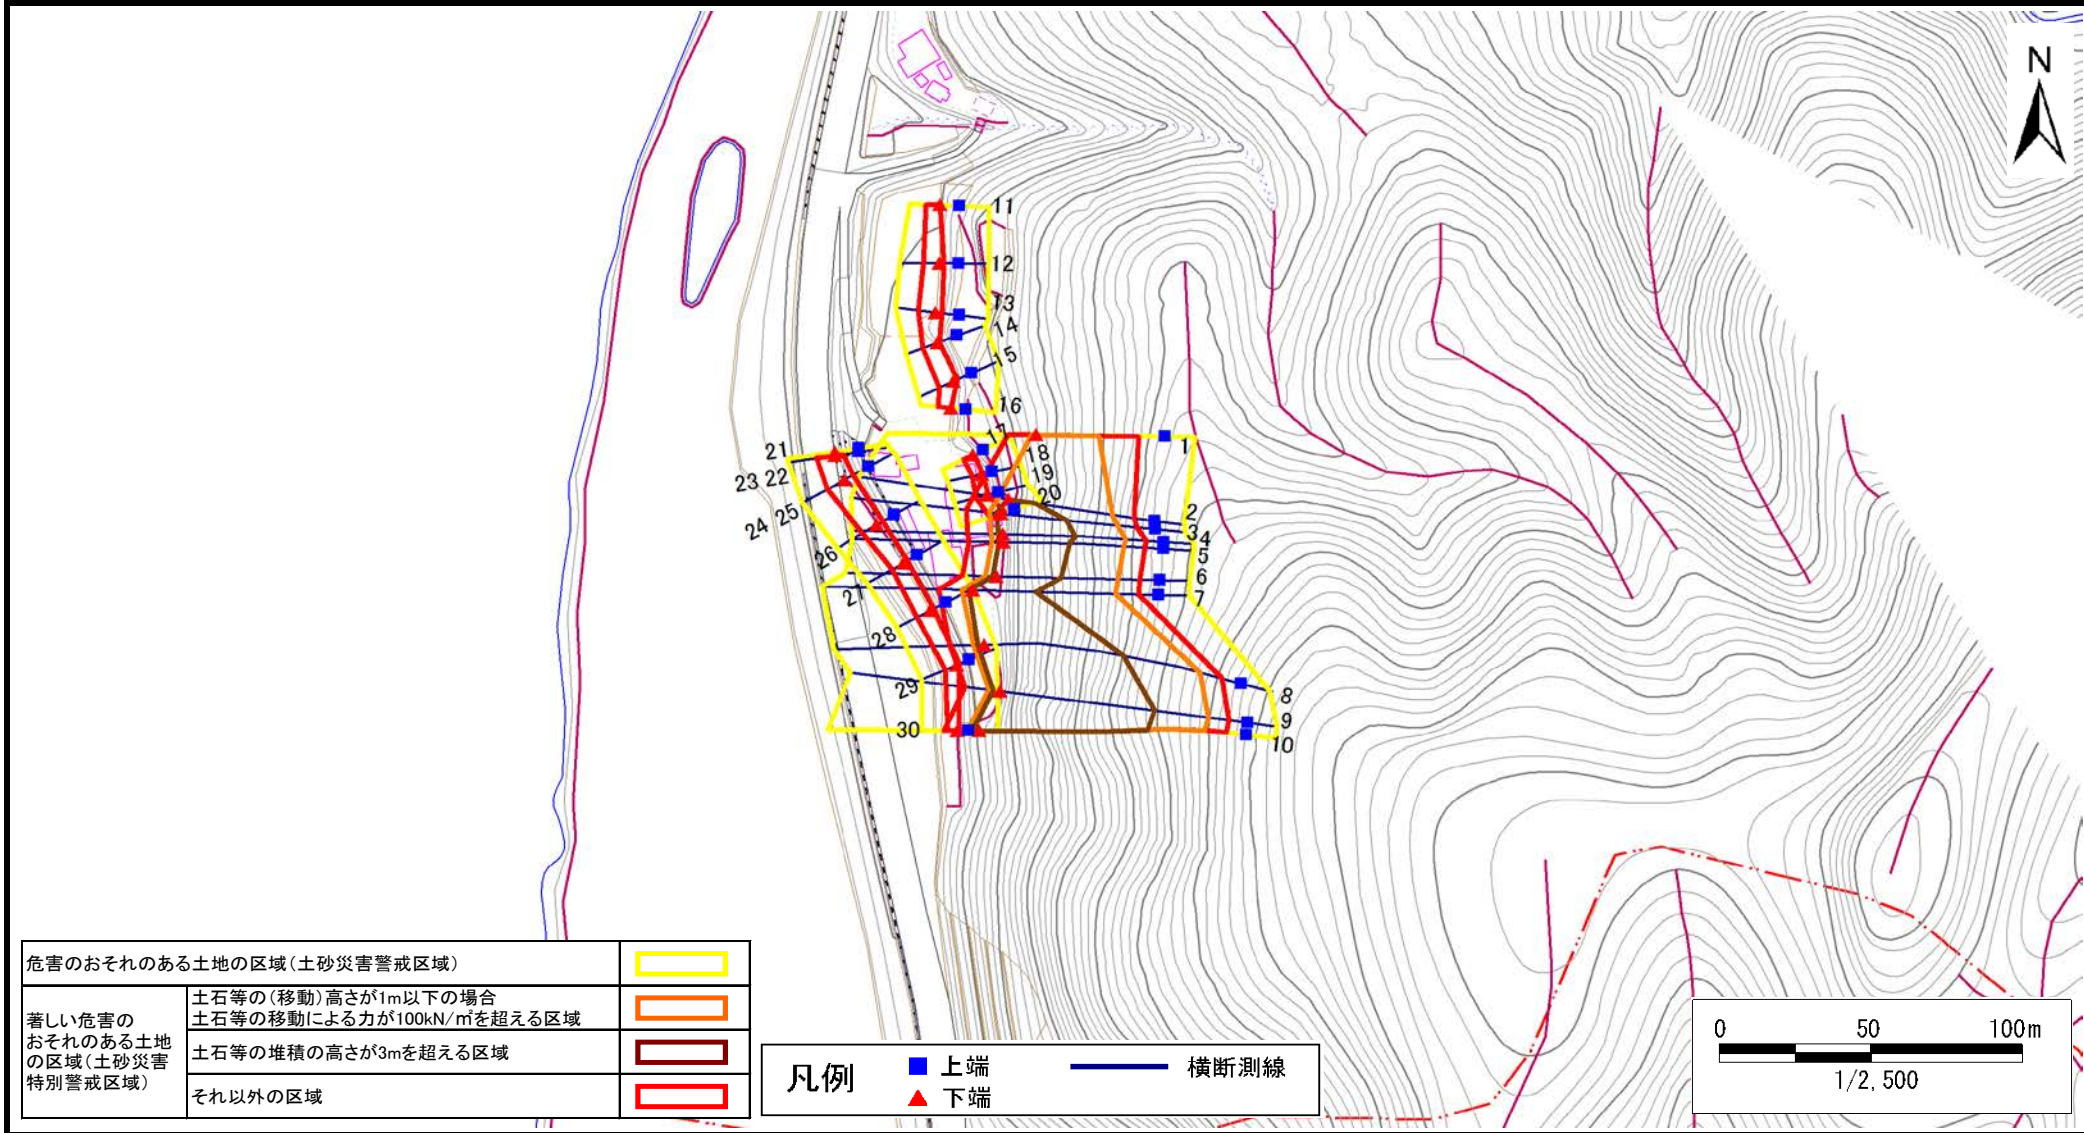 N
11
12
13
14
15
16
17
18
19
20
1
2
3
4
5
6
7
8
9
10
21
23 22
24 25
26
27
28
29
30
危害のおそれのある土地の区域(土砂災害警戒区域)
著しい危害の
おそれのある土地
の区域(土砂災害
特別警戒区域)
土石等の(移動)高さが1m以下の場合
土石等の移動による力が100kN/㎡を超える区域
土石等の堆積の高さが3mを超える区域
それ以外の区域
凡例
上端
下端
横断測線
0 50 100m
1/2,500